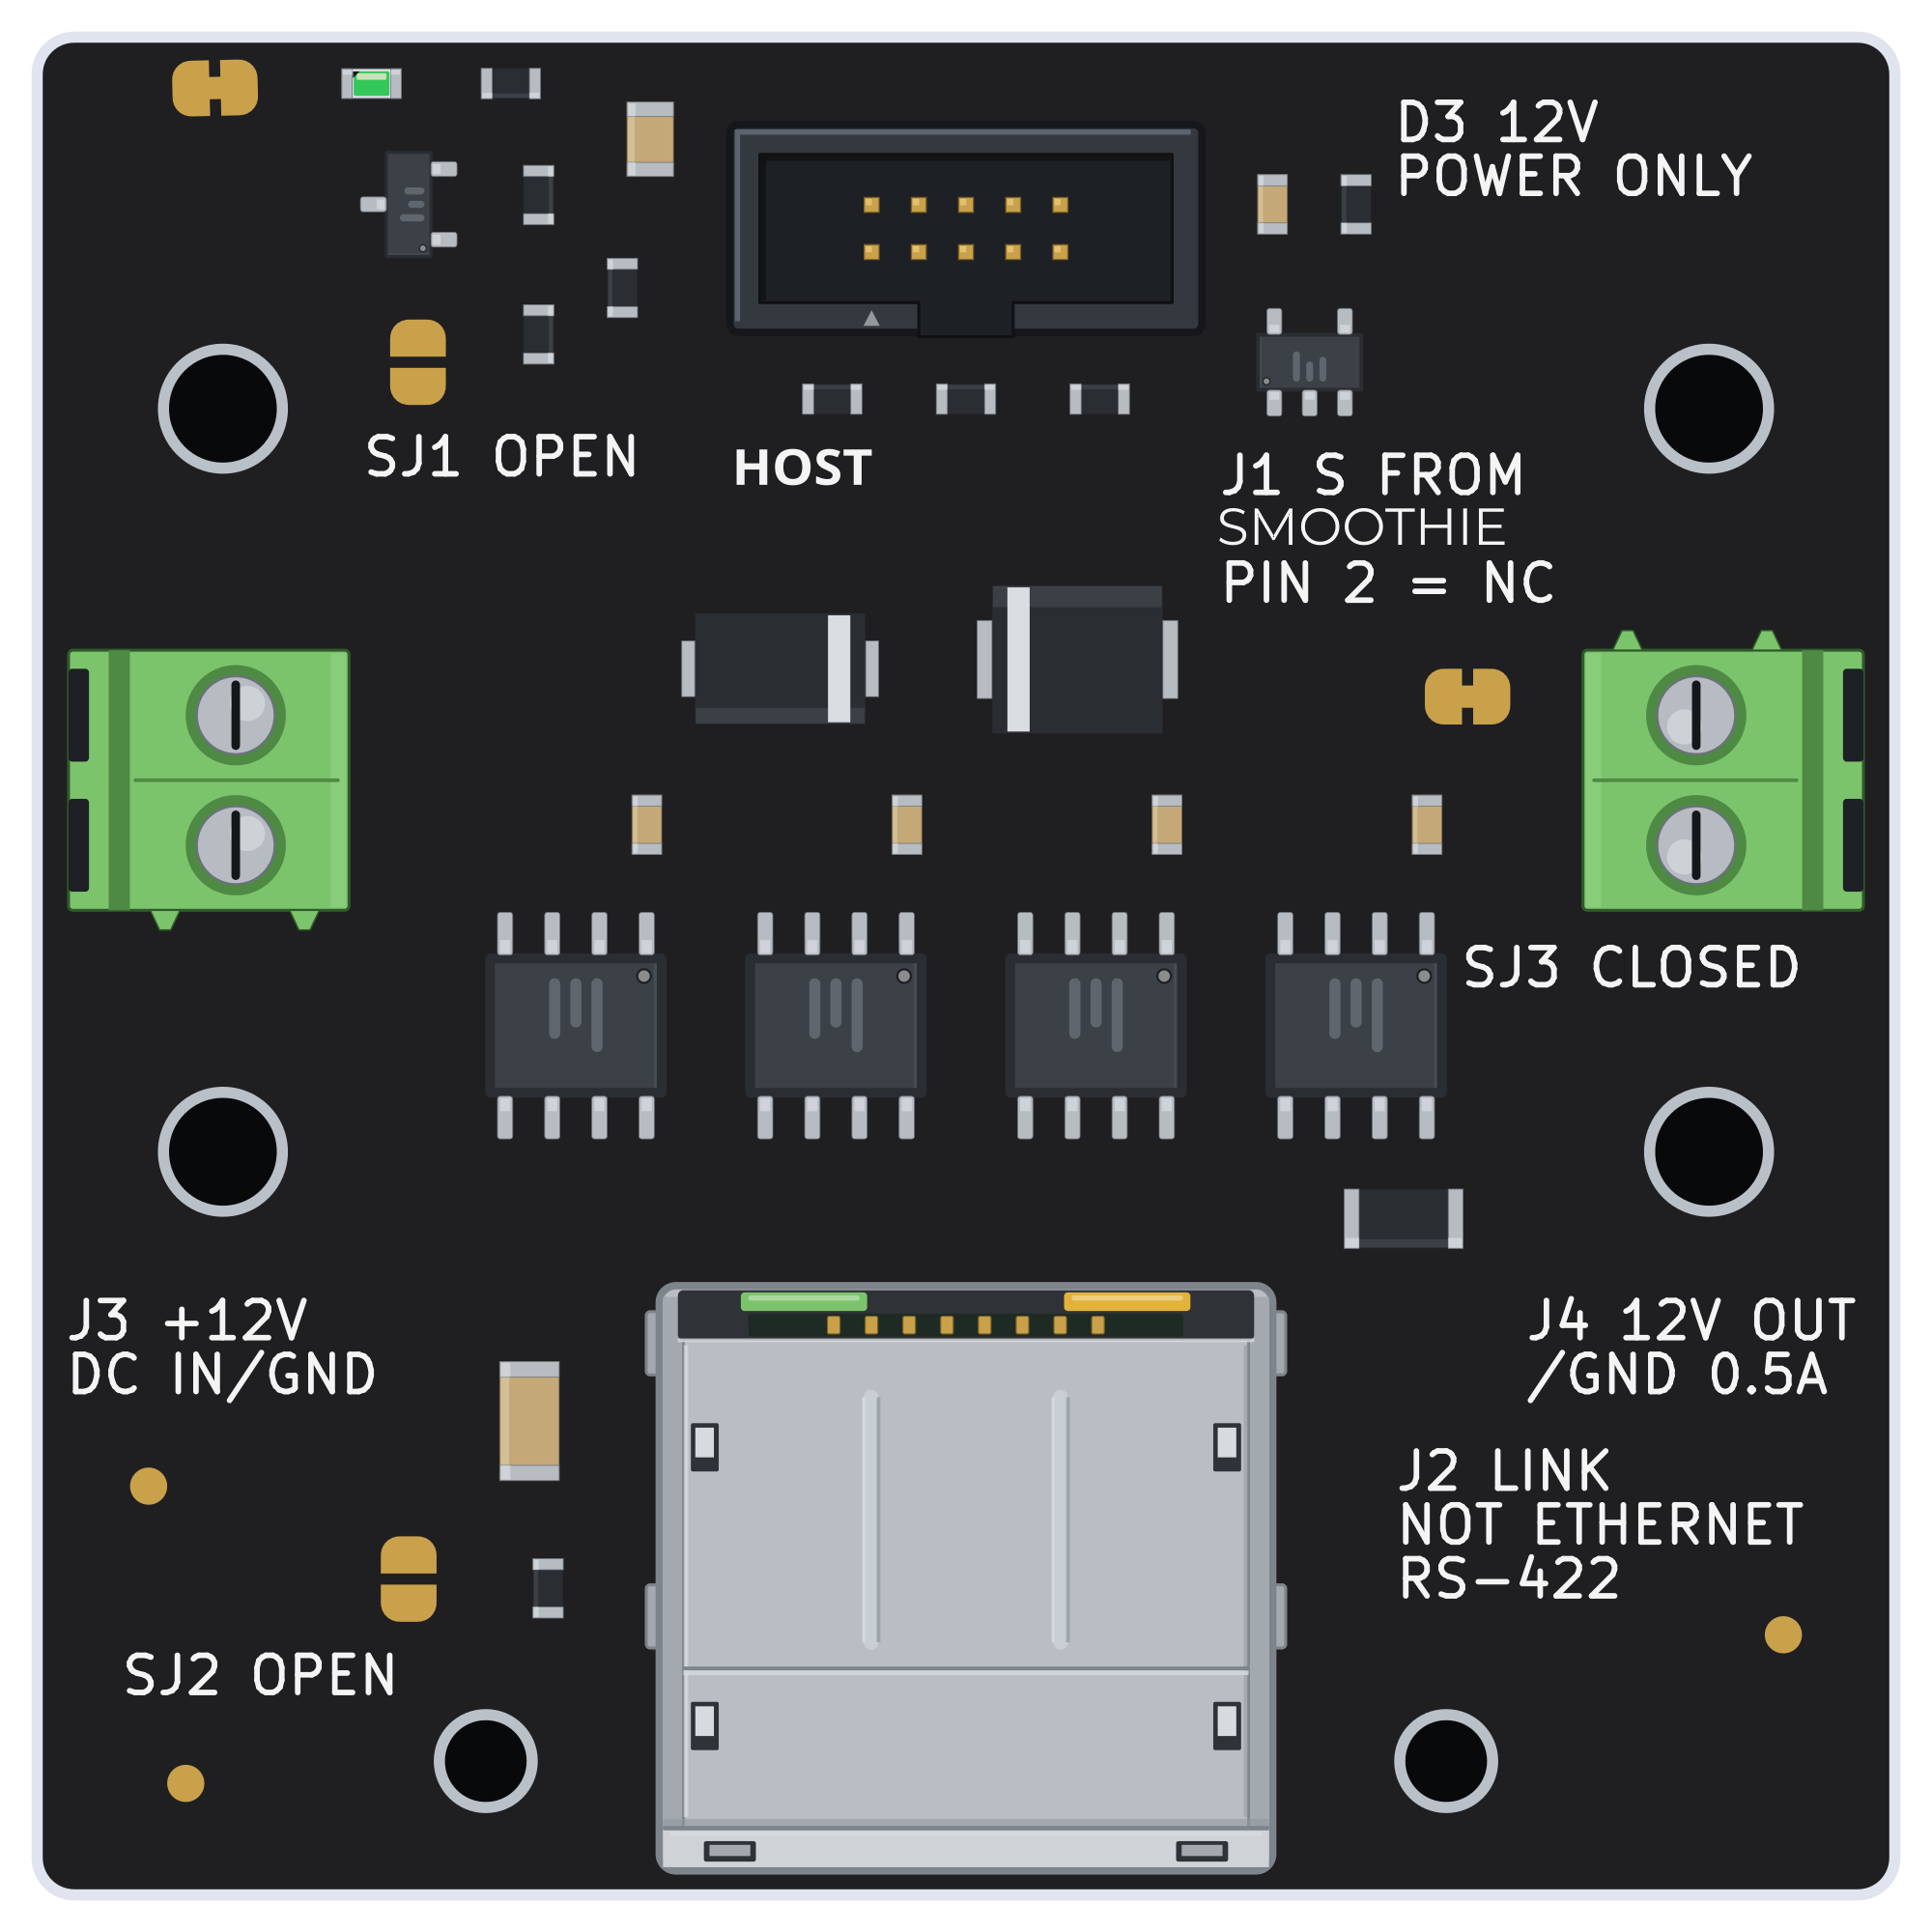 D3 12V
POWER ONLY
SJ1 OPEN
HOST
J1 S FROM
SMOOTHIE
PIN 2 = NC
SJ3 CLOSED
J3 +12V
DC IN/GND
J4 12V OUT
/GND 0.5A
J2 LINK
NOT ETHERNET
RS-422
SJ2 OPEN